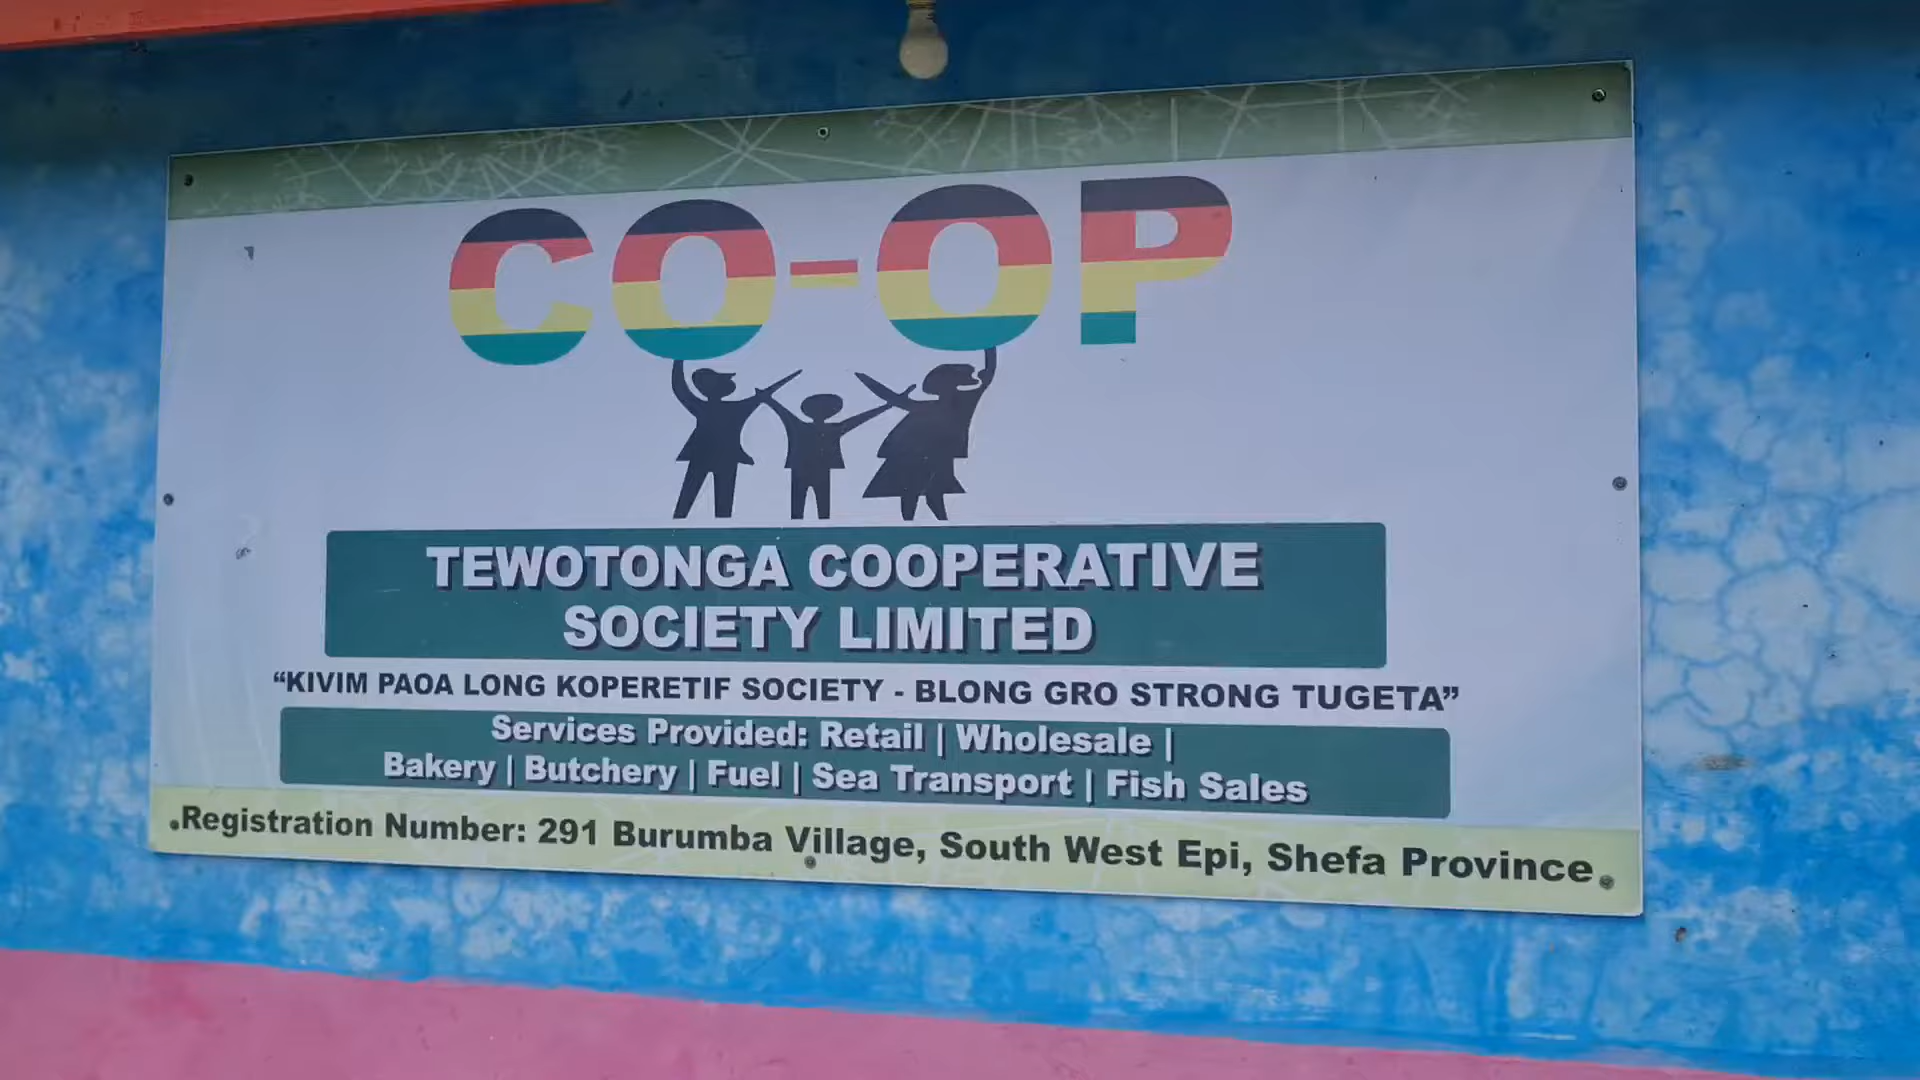 CO-OP
TEWOTONGA COOPERATIVE
SOCIETY LIMITED
“KIVIM PAOA LONG KOPERETIF SOCIETY - BLONG GRO STRONG TUGETA”
Services Provided: Retail | Wholesale |
Bakery | Butchery | Fuel | Sea Transport | Fish Sales
Registration Number: 291 Burumba Village, South West Epi, Shefa Province